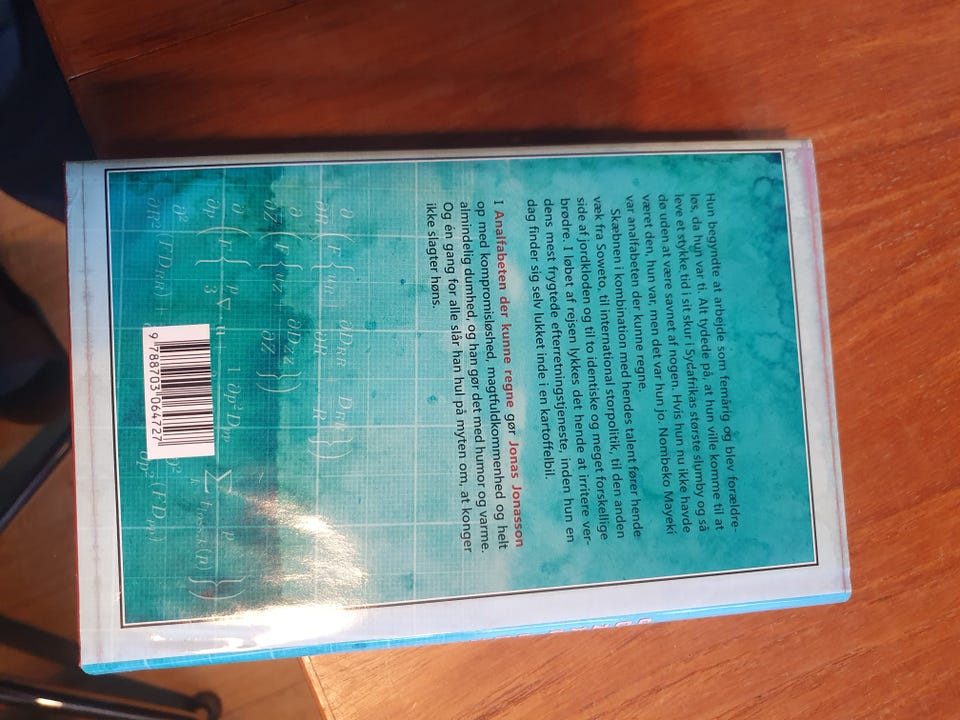 Hun begyndte at arbejde som femårig og blev forældre-
løs, da hun var ti. Alt tydede på, at hun ville komme til at
leve et stykke tid i sit skur i Sydafrikas største slumby og så
dø uden at være savnet af nogen. Hvis hun nu ikke havde
været den, hun var, men det var hun jo. Nombeko Mayeki
var analfabeten der kunne regne.
Skæbnen i kombination med hendes talent fører hende
væk fra Soweto, til international storpolitik, til den anden
side af jordkloden og til to identiske og meget forskellige
brødre. I løbet af rejsen lykkes det hende at irritere ver-
dens mest frygtede efterretningstjeneste, inden hun en
dag finder sig selv lukket inde i en kartoffelbil.
I Analfabeten der kunne regne gør Jonas Jonasson
op med kompromisløshed, magtfuldkommenhed og helt
almindelig dumhed, og han gør det med humor og varme.
Og én gang for alle slår han hul på myten om, at konger
ikke slagter høns.
9 788703 064727